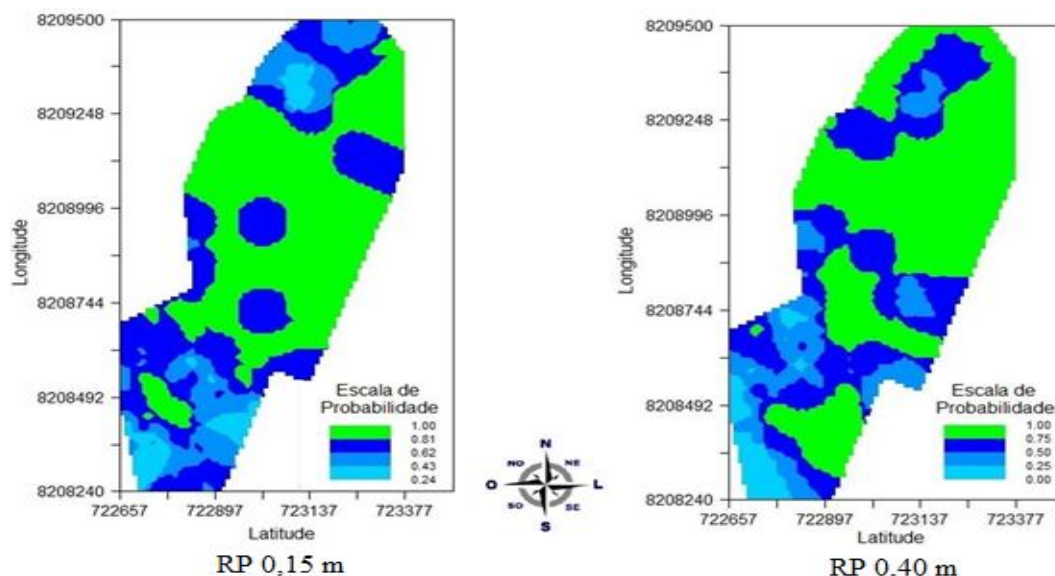 8209500
8209248
8208996
8208744
8208492
8208240
Longitude
722657 722897 723137 723377
Latitude
Escala de
Probabilidade
1.00
0.81
0.62
0.43
0.24
RP 0,15 m
N
NO NE
O L
SO SE
S
8209500
8209248
8208996
8208744
8208492
8208240
Longitude
722657 722897 723137 723377
Latitude
Escala de
Probabilidade
1.00
0.75
0.50
0.25
0.00
RP 0,40 m